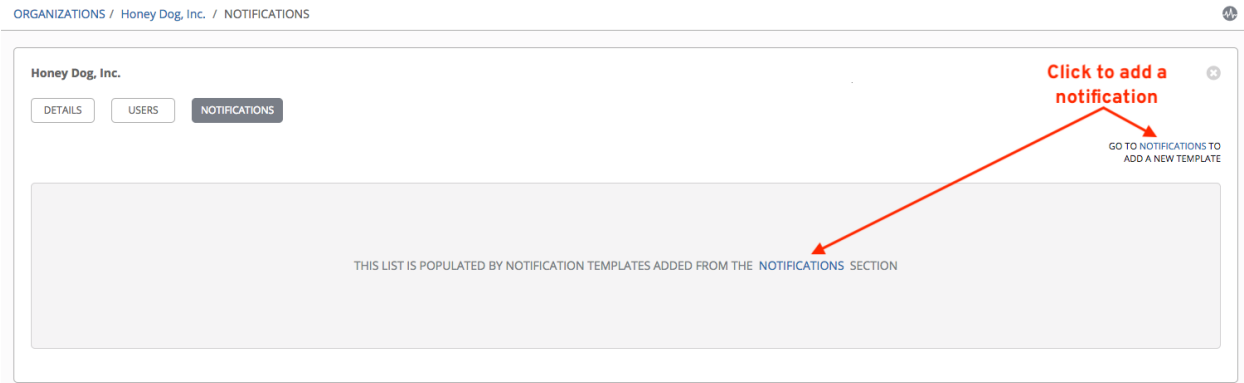 ORGANIZATIONS / Honey Dog, Inc. / NOTIFICATIONS
Honey Dog, Inc.
Click to add a
notification
DETAILS USERS NOTIFICATIONS
GO TO NOTIFICATIONS TO
ADD A NEW TEMPLATE
THIS LIST IS POPULATED BY NOTIFICATION TEMPLATES ADDED FROM THE NOTIFICATIONS SECTION